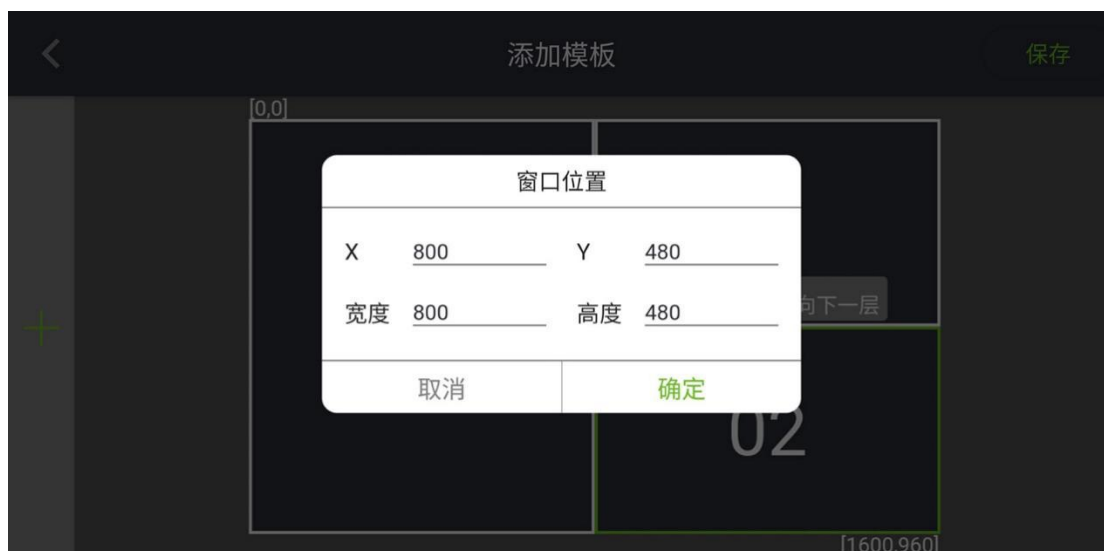 添加模板
保存
[0,0]
窗口位置
X 800 Y 480
向下一层
宽度 800 高度 480
取消 确定
02
[1600,960]